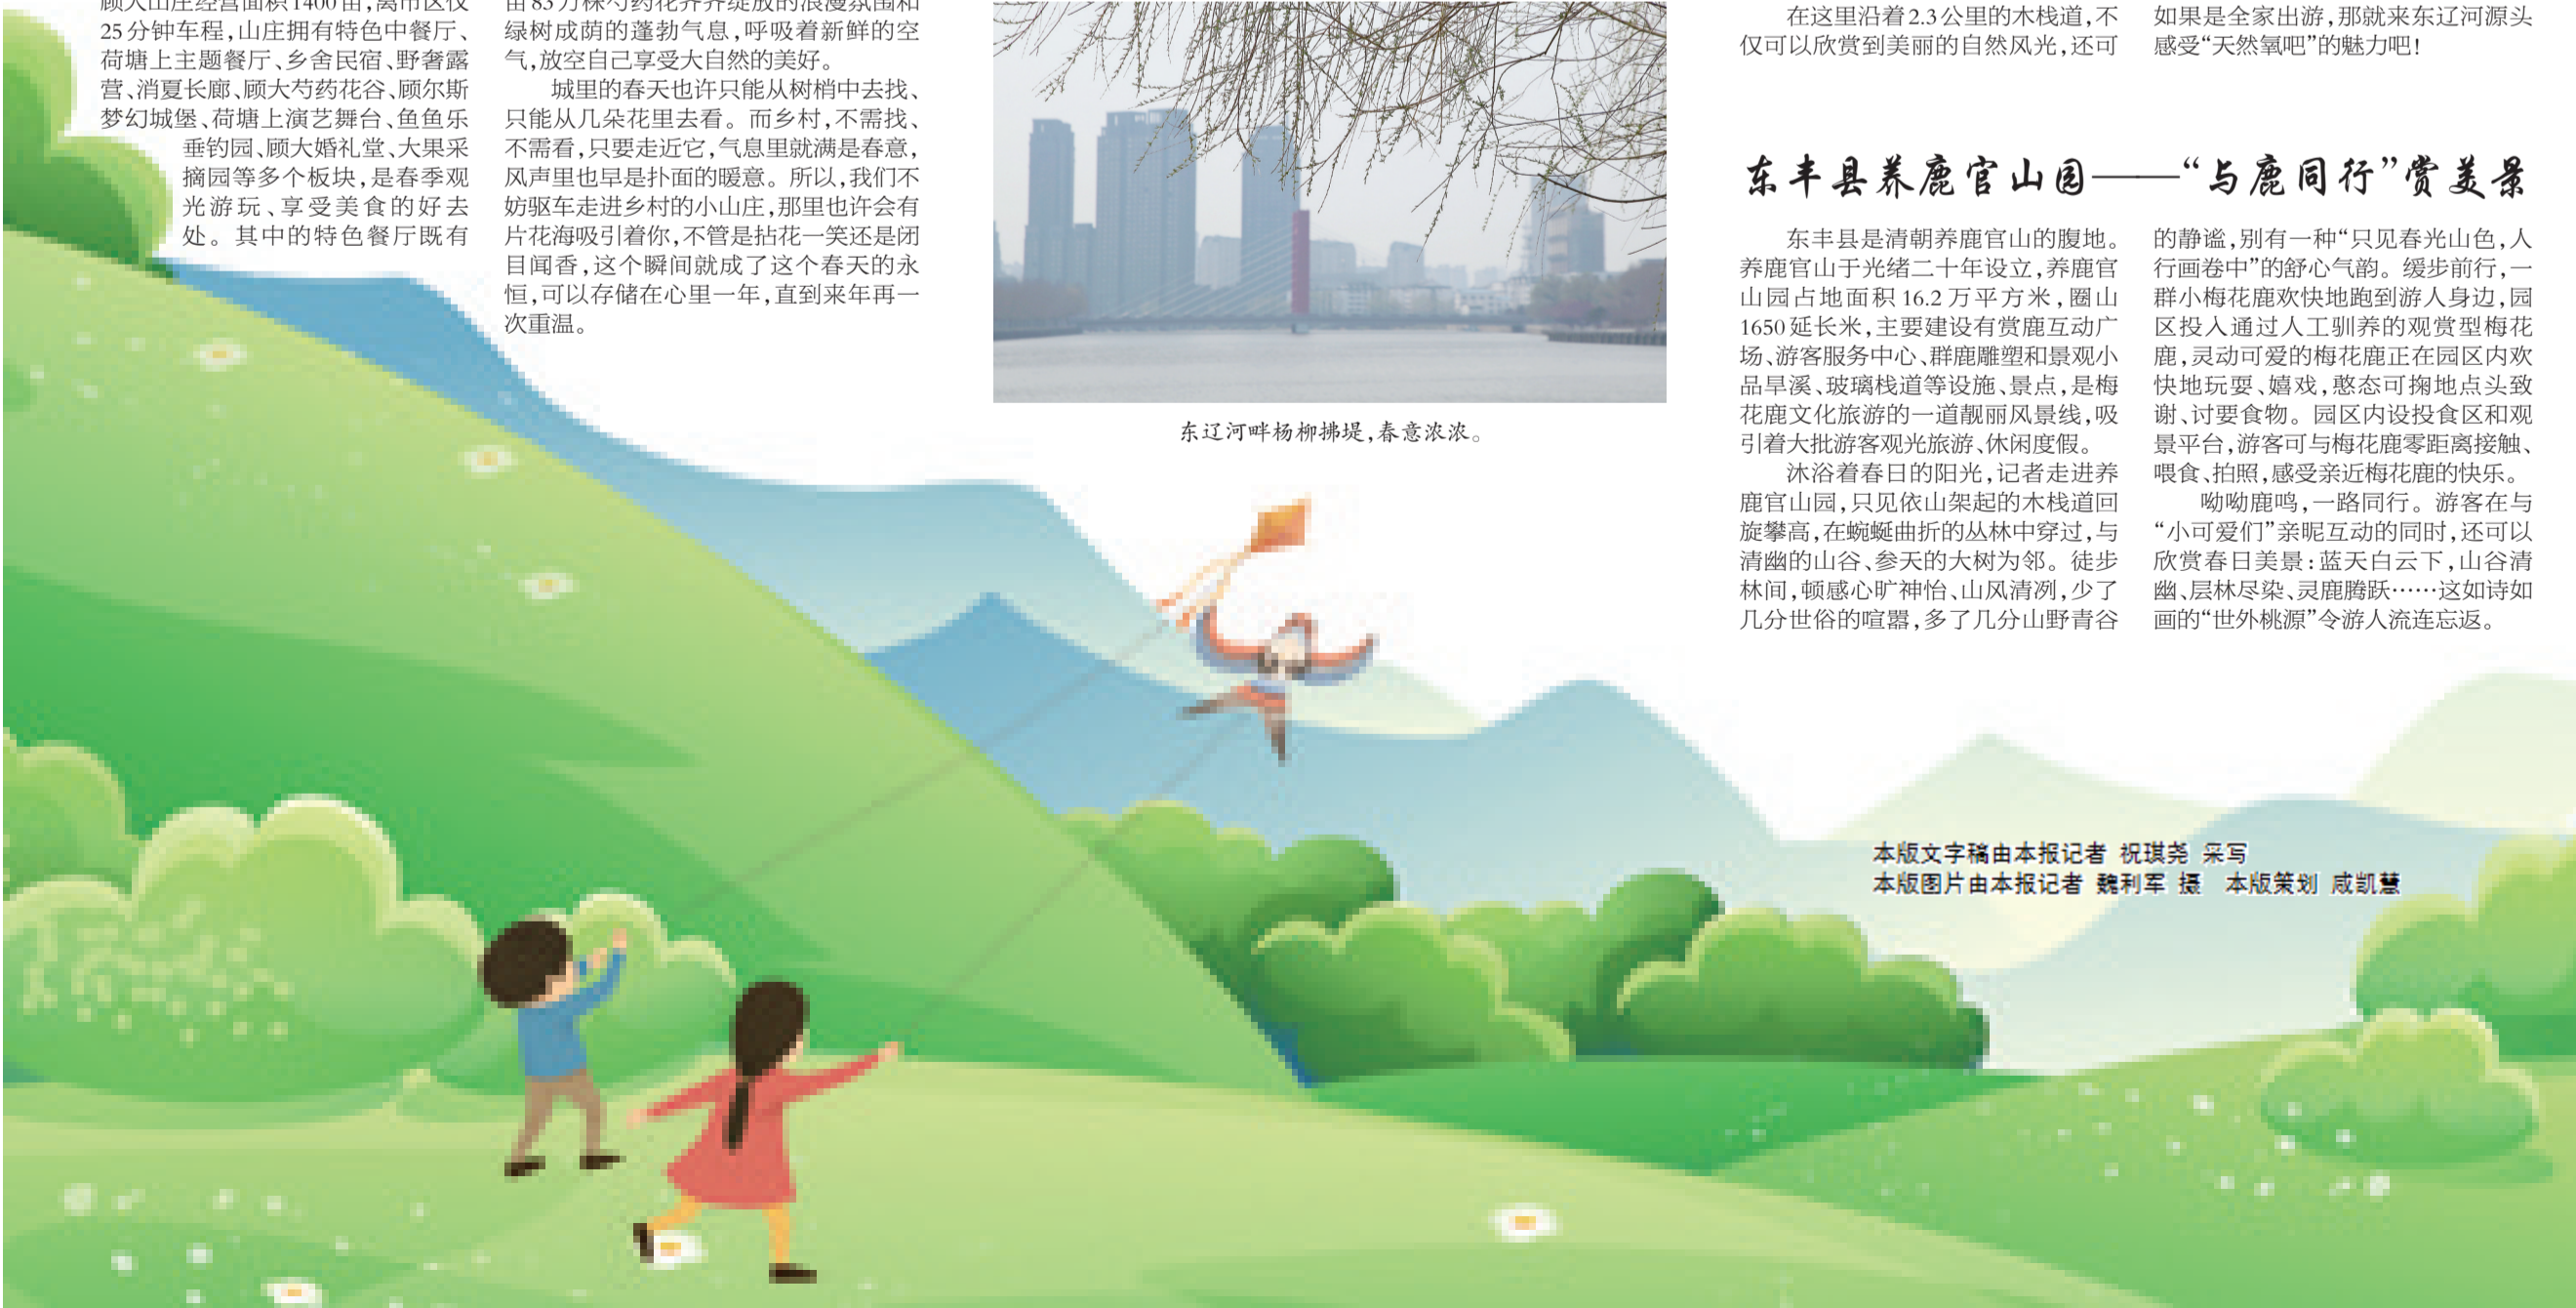 顾大山庄经营面积1400亩,离市区仅
25分钟车程,山庄拥有特色中餐厅、
荷塘上主题餐厅、乡舍民宿、野奢露
营、消夏长廊、顾大芍药花谷、顾尔斯
梦幻城堡、荷塘上演艺舞台、鱼鱼乐
垂钓园、顾大婚礼堂、大果采
摘园等多个板块,是春季观
光游玩、享受美食的好去
处。其中的特色餐厅既有
亩83万株芍药花齐齐绽放的浪漫氛围和
绿树成荫的蓬勃气息,呼吸着新鲜的空
气,放空自己享受大自然的美好。
城里的春天也许只能从树梢中去找、
只能从几朵花里去看。而乡村,不需找、
不需看,只要走近它,气息里就满是春意,
风声里也早是扑面的暖意。所以,我们不
妨驱车走进乡村的小山庄,那里也许会有
片花海吸引着你,不管是拈花一笑还是闭
目闻香,这个瞬间就成了这个春天的永
恒,可以存储在心里一年,直到来年再一
次重温。
东辽河畔杨柳拂堤,春意浓浓。
在这里沿着2.3公里的木栈道,不
仅可以欣赏到美丽的自然风光,还可
如果是全家出游,那就来东辽河源头
感受“天然氧吧”的魅力吧!
东丰县养鹿官山园——“与鹿同行”赏美景
东丰县是清朝养鹿官山的腹地。
养鹿官山于光绪二十年设立,养鹿官
山园占地面积16.2万平方米,圈山
1650延长米,主要建设有赏鹿互动广
场、游客服务中心、群鹿雕塑和景观小
品旱溪、玻璃栈道等设施、景点,是梅
花鹿文化旅游的一道靓丽风景线,吸
引着大批游客观光旅游、休闲度假。
沐浴着春日的阳光,记者走进养
鹿官山园,只见依山架起的木栈道回
旋攀高,在蜿蜒曲折的丛林中穿过,与
清幽的山谷、参天的大树为邻。徒步
林间,顿感心旷神怡、山风清冽,少了
几分世俗的喧嚣,多了几分山野青谷
的静谧,别有一种“只见春光山色,人
行画卷中”的舒心气韵。缓步前行,一
群小梅花鹿欢快地跑到游人身边,园
区投入通过人工驯养的观赏型梅花
鹿,灵动可爱的梅花鹿正在园区内欢
快地玩耍、嬉戏,憨态可掬地点头致
谢、讨要食物。园区内设投食区和观
景平台,游客可与梅花鹿零距离接触、
喂食、拍照,感受亲近梅花鹿的快乐。
呦呦鹿鸣,一路同行。游客在与
“小可爱们”亲昵互动的同时,还可以
欣赏春日美景:蓝天白云下,山谷清
幽、层林尽染、灵鹿腾跃……这如诗如
画的“世外桃源”令游人流连忘返。
本版文字稿由本报记者 祝琪尧 采写
本版图片由本报记者 魏利军 摄 本版策划 咸凯慧